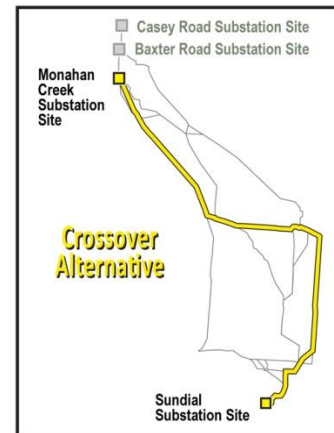 Casey Road Substation Site
Baxter Road Substation Site
Monahan
Creek
Substation
Site
Crossover
Alternative
Sundial
Substation Site